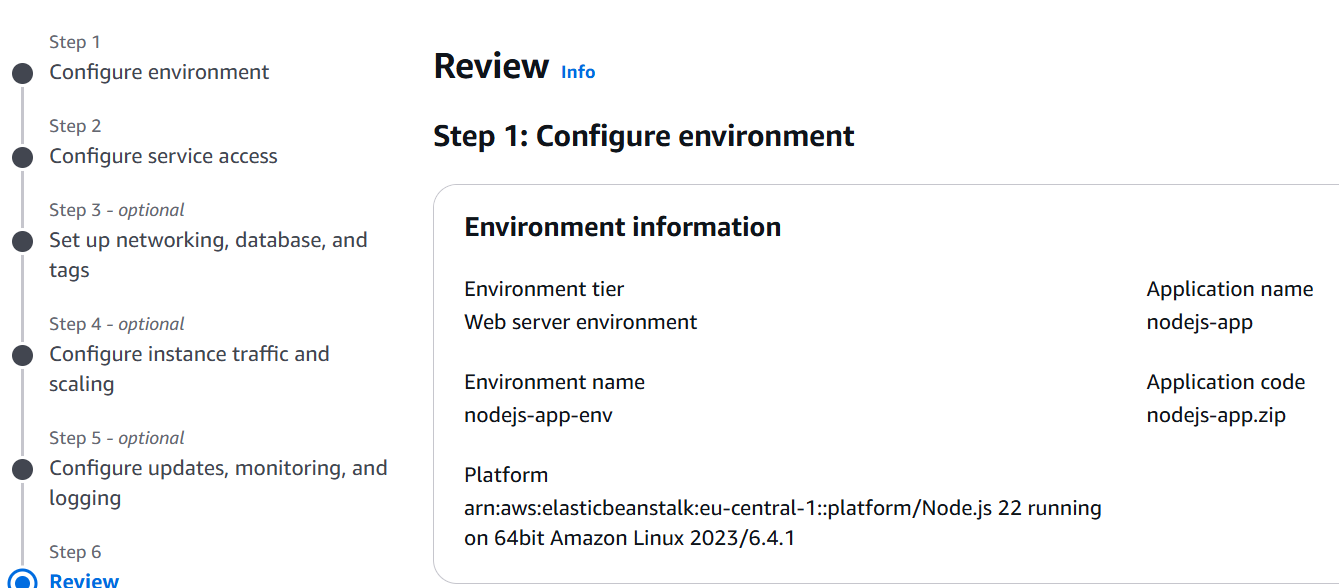 Step 1
Configure environment
Step 2
Configure service access
Step 3 - optional
Set up networking, database, and
tags
Step 4 - optional
Configure instance traffic and
scaling
Step 5 - optional
Configure updates, monitoring, and
logging
Step 6
Review
Review Info
Step 1: Configure environment
Environment information
Environment tier
Web server environment
Application name
nodejs-app
Environment name
nodejs-app-env
Application code
nodejs-app.zip
Platform
arn:aws:elasticbeanstalk:eu-central-1::platform/Node.js 22 running
on 64bit Amazon Linux 2023/6.4.1